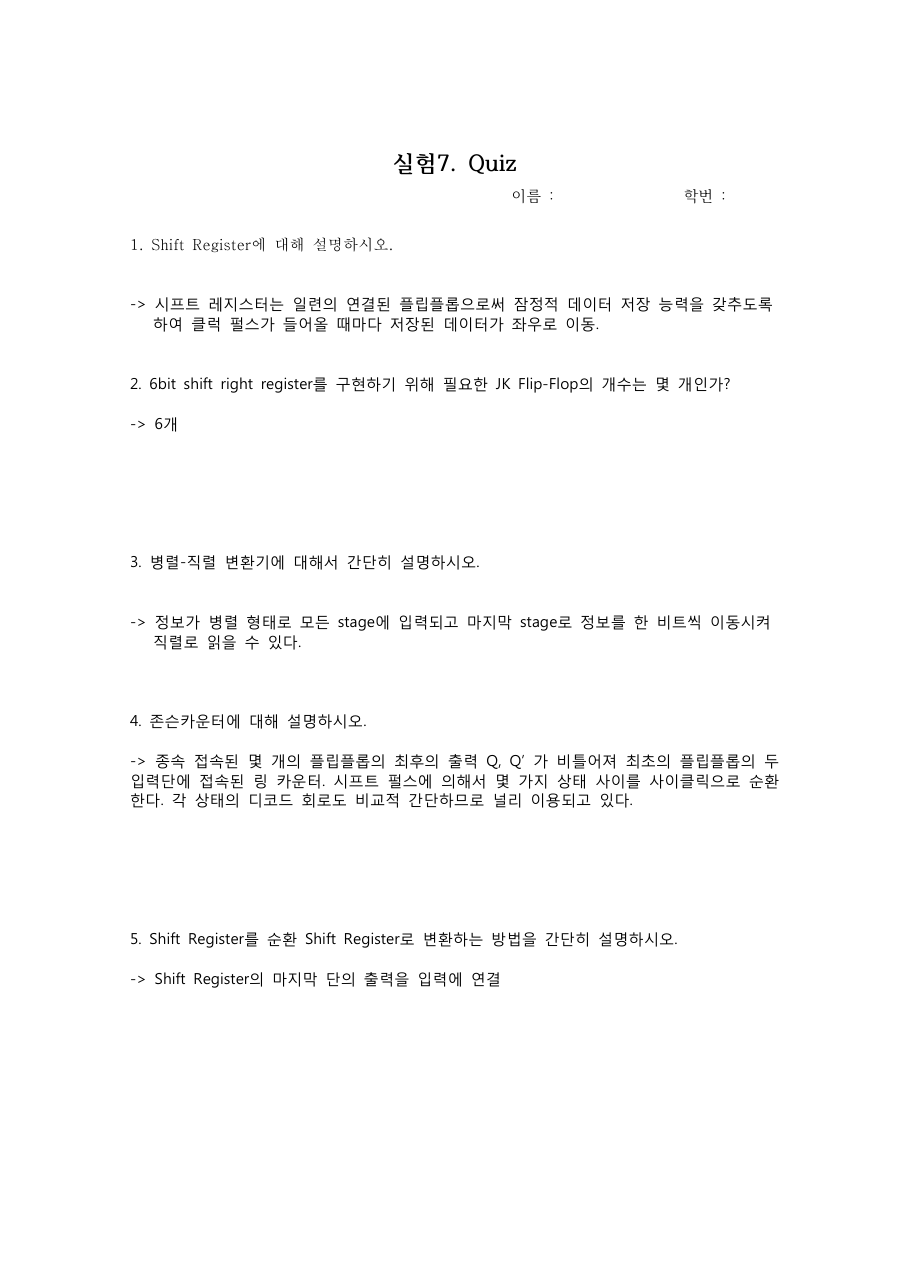 실험7. Quiz
이름 : 학번 :
1. Shift Register에 대해 설명하시오.
-> 시프트 레지스터는 일련의 연결된 플립플롭으로써 잠정적 데이터 저장 능력을 갖추도록
하여 클럭 펄스가 들어올 때마다 저장된 데이터가 좌우로 이동.
2. 6bit shift right register를 구현하기 위해 필요한 JK Flip-Flop의 개수는 몇 개인가?
-> 6개
3. 병렬-직렬 변환기에 대해서 간단히 설명하시오.
-> 정보가 병렬 형태로 모든 stage에 입력되고 마지막 stage로 정보를 한 비트씩 이동시켜
직렬로 읽을 수 있다.
4. 존슨카운터에 대해 설명하시오.
-> 종속 접속된 몇 개의 플립플롭의 최후의 출력 Q, Q’ 가 비틀어져 최초의 플립플롭의 두
입력단에 접속된 링 카운터. 시프트 펄스에 의해서 몇 가지 상태 사이를 사이클릭으로 순환
한다. 각 상태의 디코드 회로도 비교적 간단하므로 널리 이용되고 있다.
5. Shift Register를 순환 Shift Register로 변환하는 방법을 간단히 설명하시오.
-> Shift Register의 마지막 단의 출력을 입력에 연결